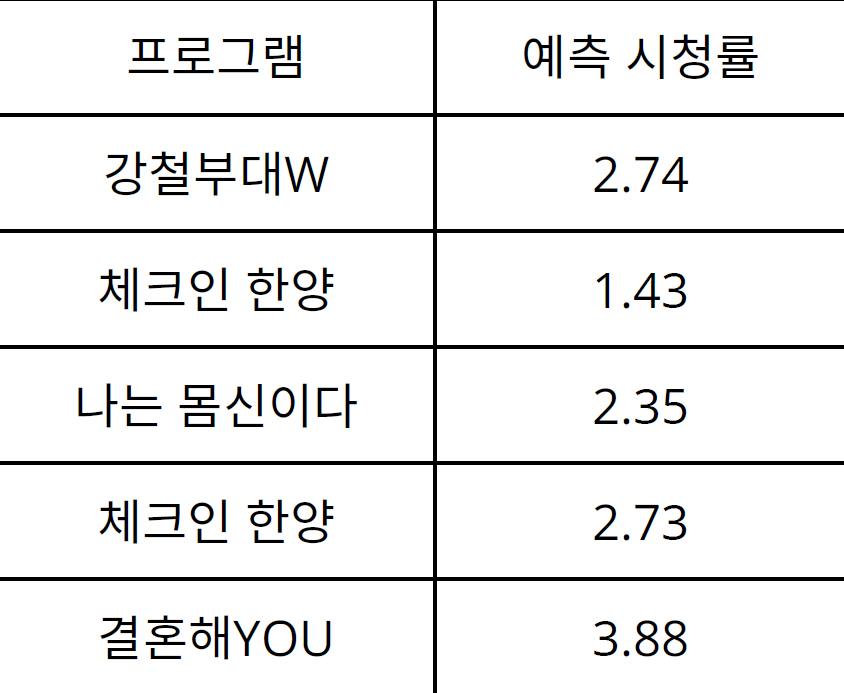 프로그램 예측 시청률
강철부대W 2.74
체크인 한양 1.43
나는 몸신이다 2.35
체크인 한양 2.73
결혼해YOU 3.88